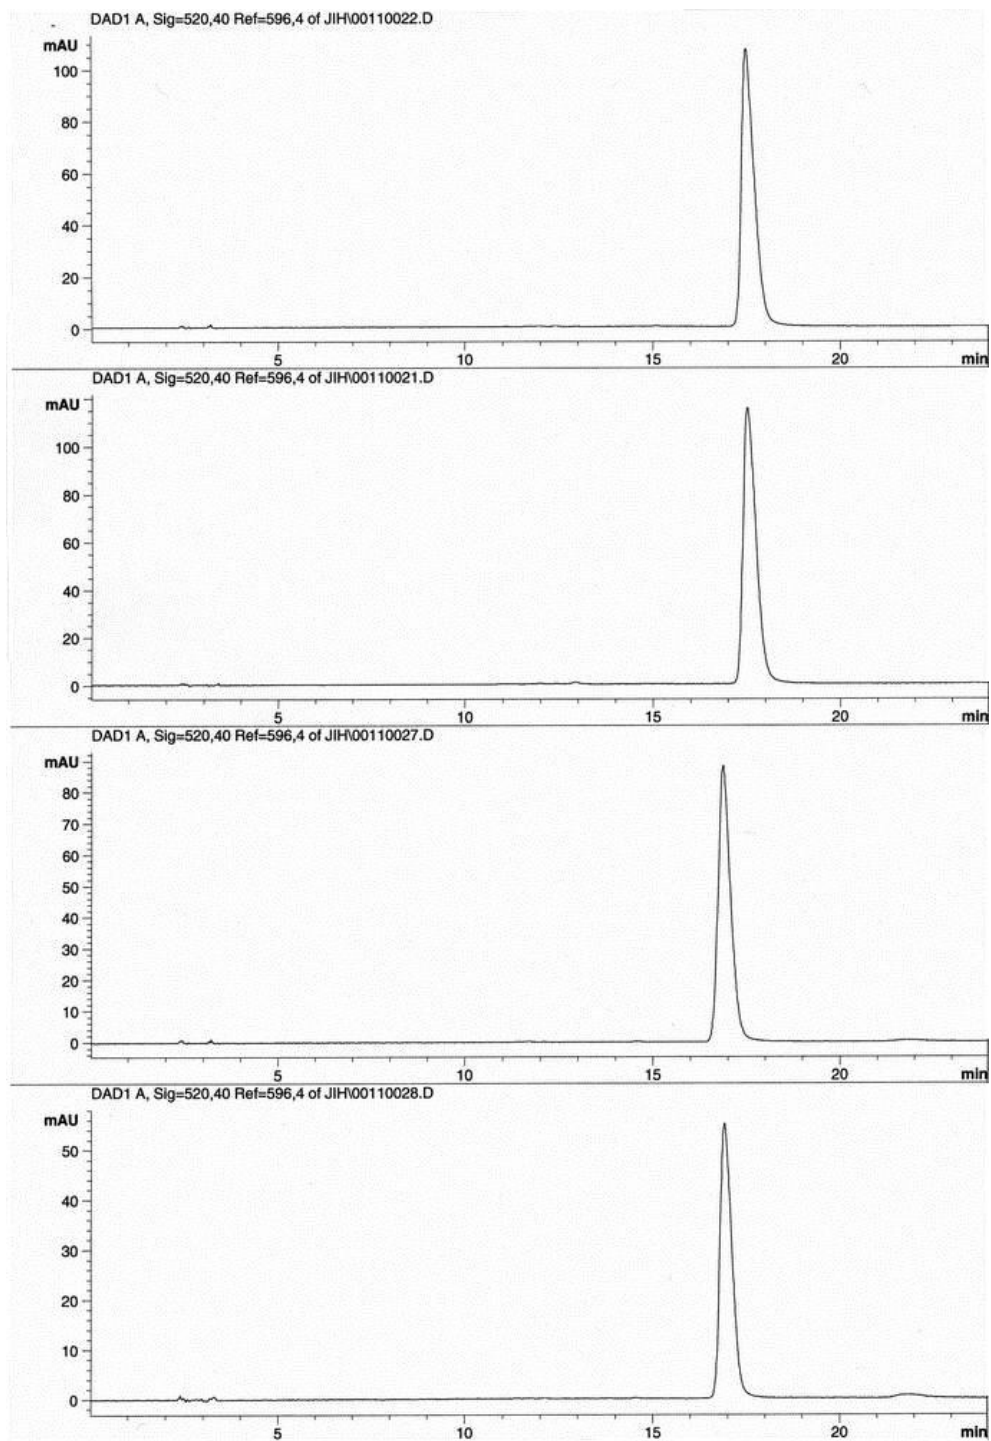 DAD1 A, Sig=520,40 Ref=596,4 of JIH\00110022.D
mAU
100
80
60
40
20
0
5 10 15 20 min
DAD1 A, Sig=520,40 Ref=596,4 of JIH\00110021.D
mAU
100
80
60
40
20
0
5 10 15 20 min
DAD1 A, Sig=520,40 Ref=596,4 of JIH\00110027.D
mAU
80
70
60
50
40
30
20
10
0
5 10 15 20 min
DAD1 A, Sig=520,40 Ref=596,4 of JIH\00110028.D
mAU
50
40
30
20
10
0
5 10 15 20 min